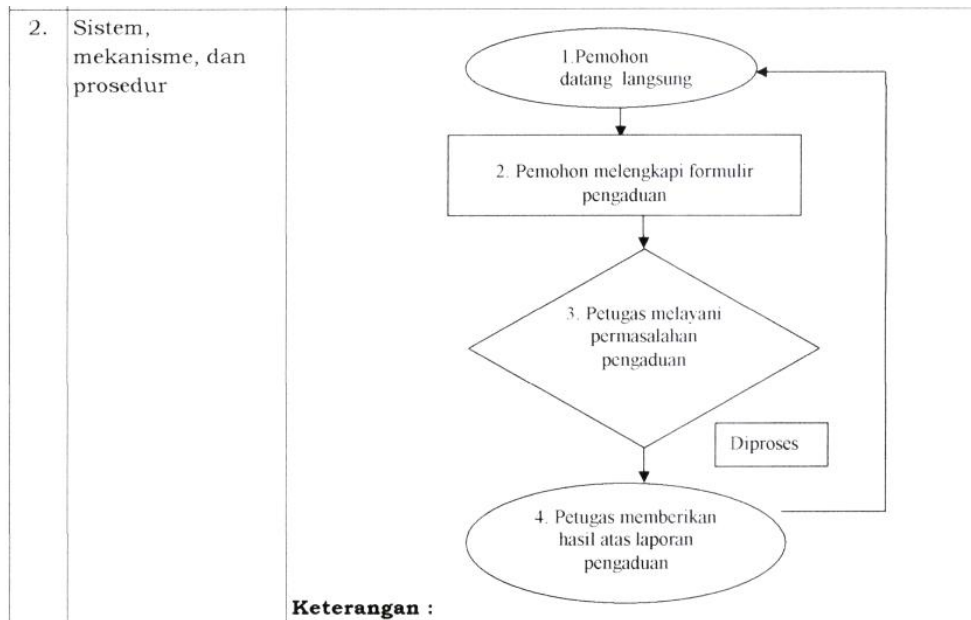 2. Sistem,
mekanisme, dan
prosedur
1.Pemohon
datang langsung
2. Pemohon melengkapi formulir
pengaduan
3. Petugas melayani
permasalahan
pengaduan
Diproses
4. Petugas memberikan
hasil atas laporan
pengaduan
Keterangan :